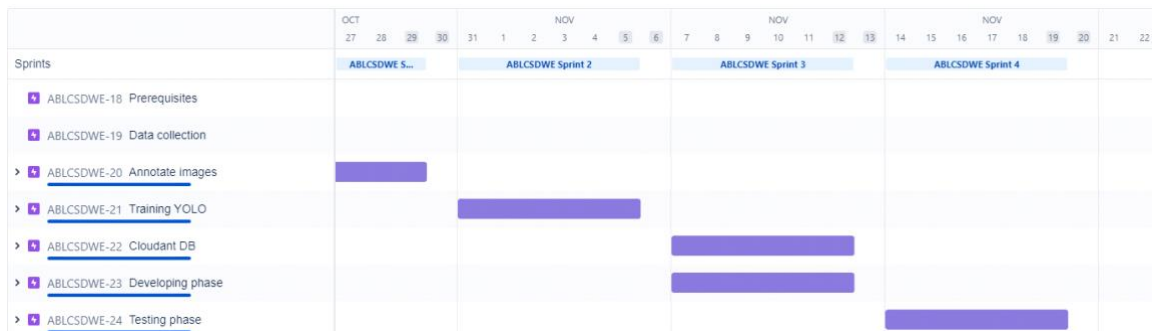 OCT NOV NOV NOV
27 28 29 30 31 1 2 3 4 5 6 7 8 9 10 11 12 13 14 15 16 17 18 19 20 21 22
Sprints ABLCSDWE S... ABLCSDWE Sprint 2 ABLCSDWE Sprint 3 ABLCSDWE Sprint 4
ABLCSDWE-18 Prerequisites
ABLCSDWE-19 Data collection
ABLCSDWE-20 Annotate images
ABLCSDWE-21 Training YOLO
ABLCSDWE-22 Cloudant DB
ABLCSDWE-23 Developing phase
ABLCSDWE-24 Testing phase